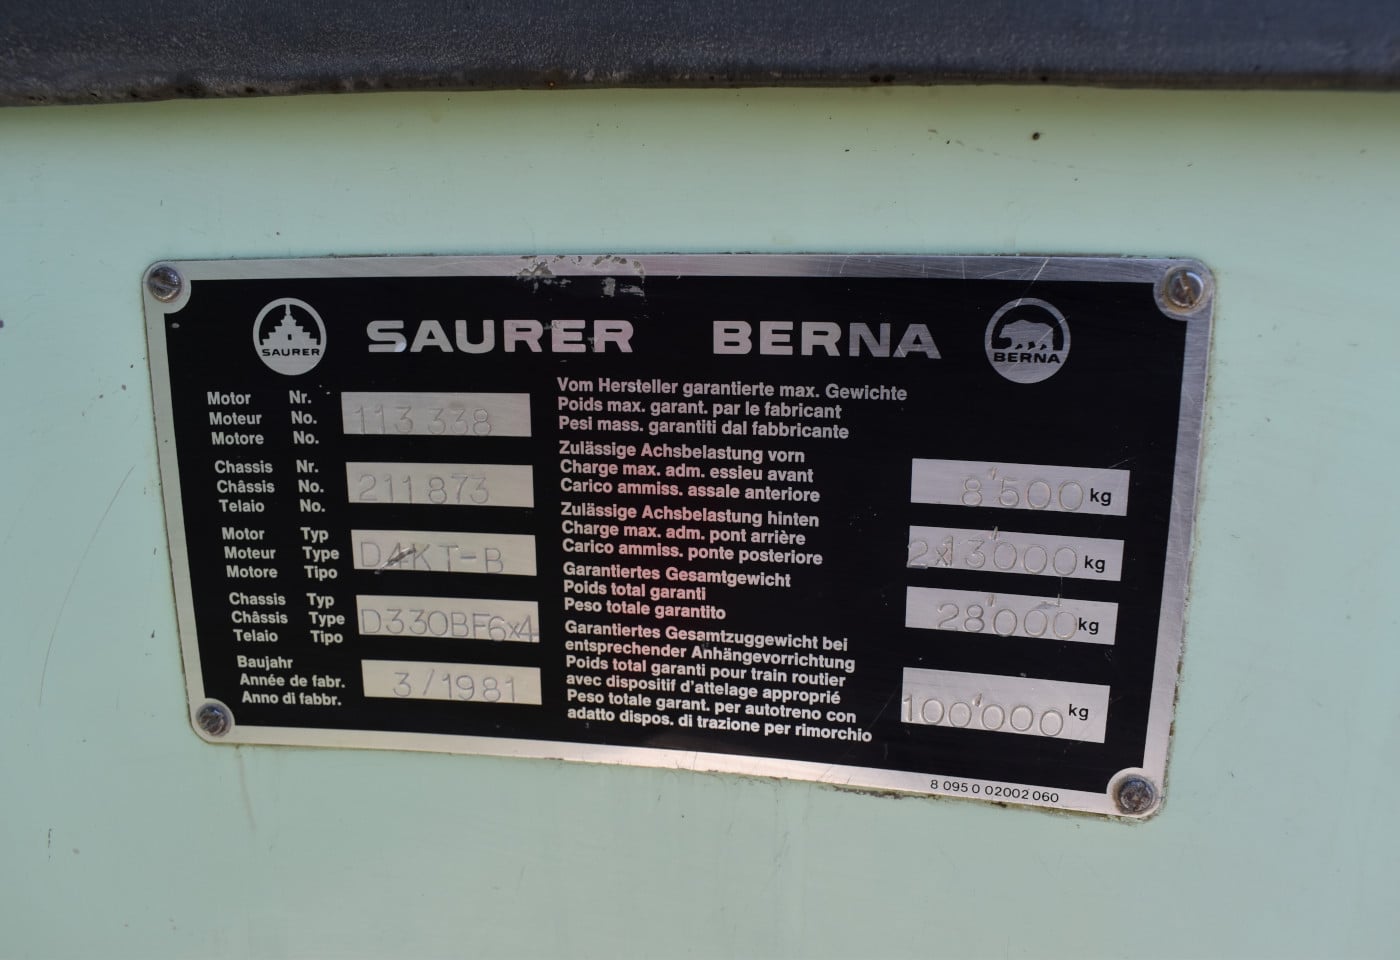 SAURER
SAURER BERNA
BERNA
Motor Nr.
Moteur No. 113 338
Motore No.
Chassis Nr.
Châssis No. 211 873
Telaio No.
Motor Typ
Moteur Type D4KT-B
Motore Tipo
Chassis Typ
Châssis Type D330BF6x4
Telaio Tipo
Baujahr
Année de fabr. 3/1981
Anno di fabbr.
Vom Hersteller garantierte max. Gewichte
Poids max. garant. par le fabricant
Pesi mass. garantiti dal fabbricante
Zulässige Achsbelastung vorn
Charge max. adm. essieu avant 8'500 kg
Carico ammiss. assale anteriore
Zulässige Achsbelastung hinten
Charge max. adm. pont arrière 2x13'000 kg
Carico ammiss. ponte posteriore
Garantiertes Gesamtgewicht
Poids total garanti 28'000 kg
Peso totale garantito
Garantiertes Gesamtzuggewicht bei
entsprechender Anhängevorrichtung
Poids total garanti pour train routier
avec dispositif d'attelage approprié 100'000 kg
Peso totale garant. per autotreno con
adatto dispos. di trazione per rimorchio
8 095 0 02002 060